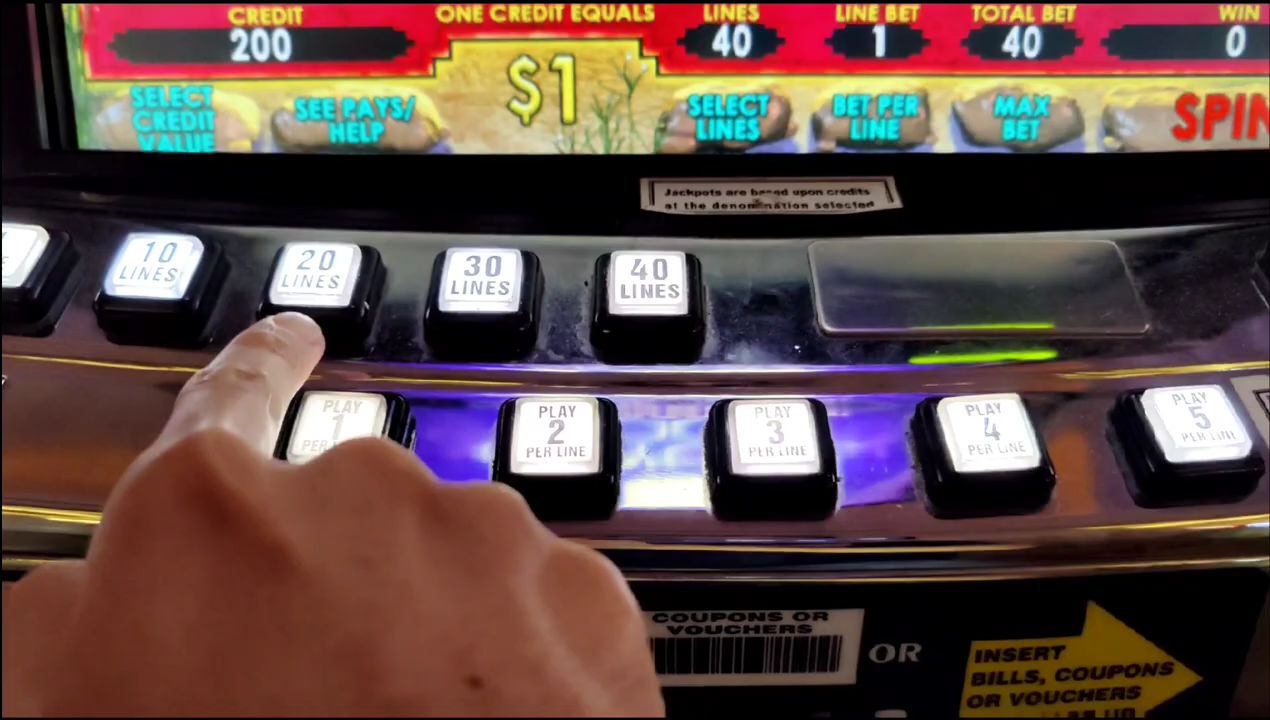 CREDIT
200
ONE CREDIT EQUALS
$1
LINES
40
LINE BET
1
TOTAL BET
40
WIN
0
SELECT
CREDIT
VALUE
SEE PAYS/
HELP
SELECT
LINES
BET PER
LINE
MAX
BET
SPIN
Jackpots are based upon credits
at the denomination selected
10
LINES
20
LINES
30
LINES
40
LINES
PLAY
1
PER
PLAY
2
PER LINE
PLAY
3
PER LINE
PLAY
4
PER LINE
PLAY
5
PER LINE
COUPONS OR
VOUCHERS
OR
INSERT
BILLS, COUPONS
OR VOUCHERS